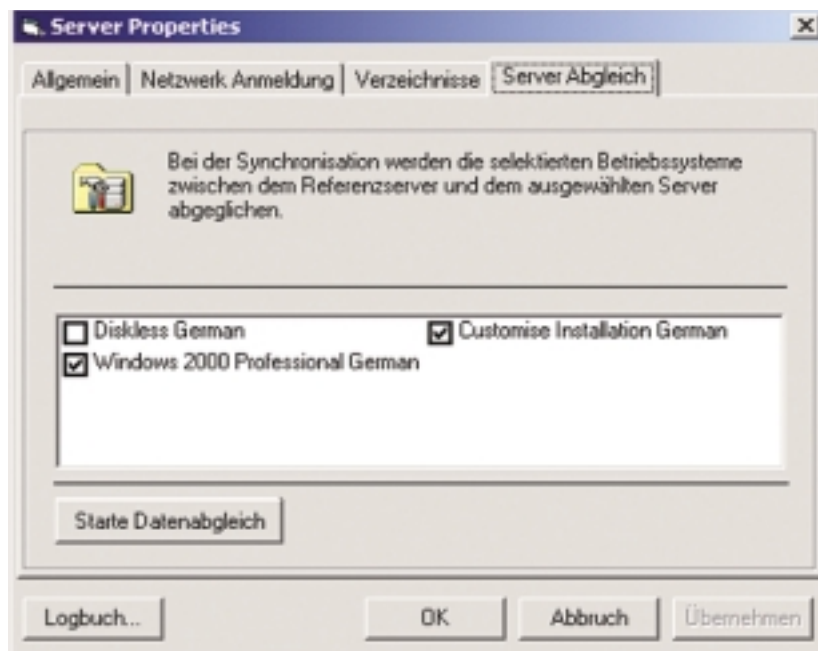 Server Properties
Allgemein Netzwerk Anmeldung Verzeichnisse Server Abgleich
Bei der Synchronisation werden die selektierten Betriebssysteme
zwischen dem Referenzserver und dem ausgewählten Server
abgeglichen.
Diskless German Customise Installation German
Windows 2000 Professional German
Starte Datenabgleich
Logbuch... OK Abbruch Übernehmen